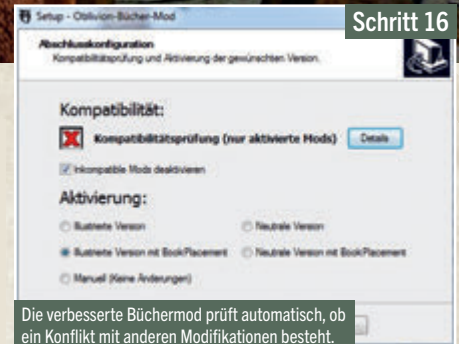 Setup - Oblivion-Bücher-Mod
Schritt 16
Abschlusskonfiguration
Kompatibilitätsprüfung und Aktivierung der gewünschten Version.
Kompatibilität:
Kompatibilitätsprüfung (nur aktivierte Mods) Details
Inkompatible Mods deaktivieren
Aktivierung:
Illustrierte Version Neutrale Version
Illustrierte Version mit BookPlacement Neutrale Version mit BookPlacement
Manuell (Keine Änderungen)
Die verbesserte Büchermod prüft automatisch, ob
ein Konflikt mit anderen Modifikationen besteht.